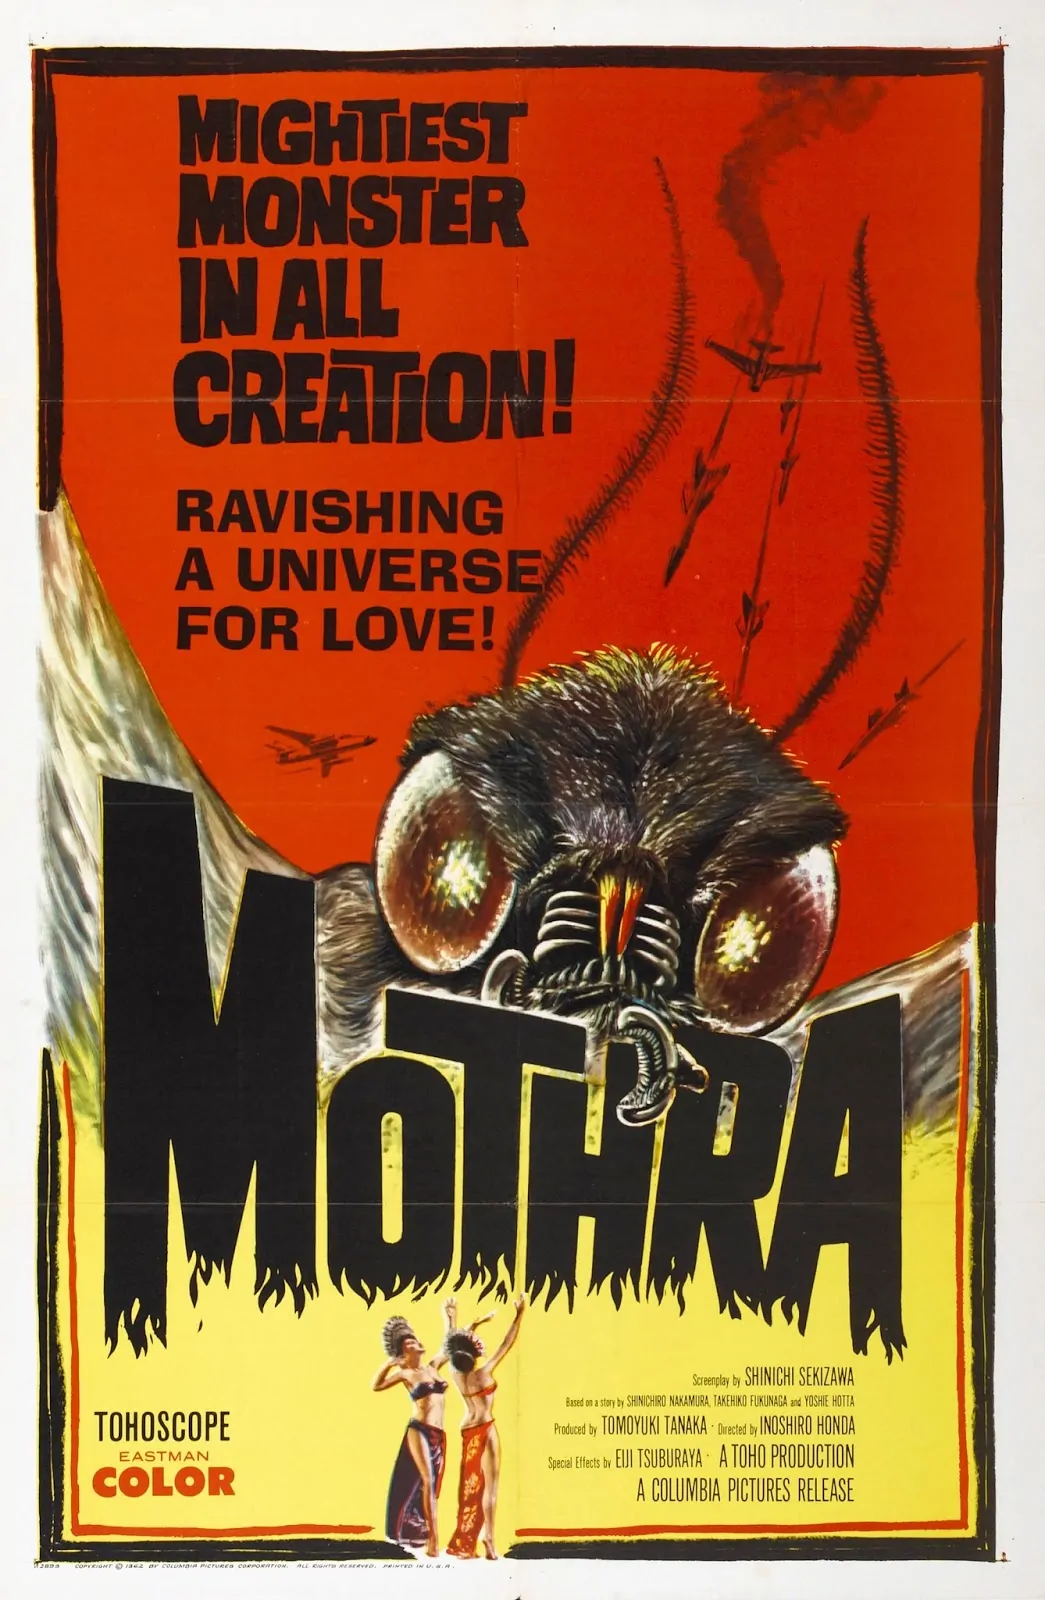 MIGHTIEST
MONSTER
IN ALL
CREATION!
RAVISHING
A UNIVERSE
FOR LOVE!
MOTHRA
TOHOSCOPE
EASTMAN
COLOR
Screenplay by SHINICHI SEKIZAWA
Based on a story by SHINICHIRO NAKAMURA, TAKEHIKO FUKUNAGA and YOSHIE HOTTA
Produced by TOMOYUKI TANAKA · Directed by INOSHIRO HONDA
Special Effects by EIJI TSUBURAYA · A TOHO PRODUCTION
A COLUMBIA PICTURES RELEASE
COPYRIGHT © 1962 BY COLUMBIA PICTURES CORPORATION. ALL RIGHTS RESERVED. PRINTED IN U.S.A.